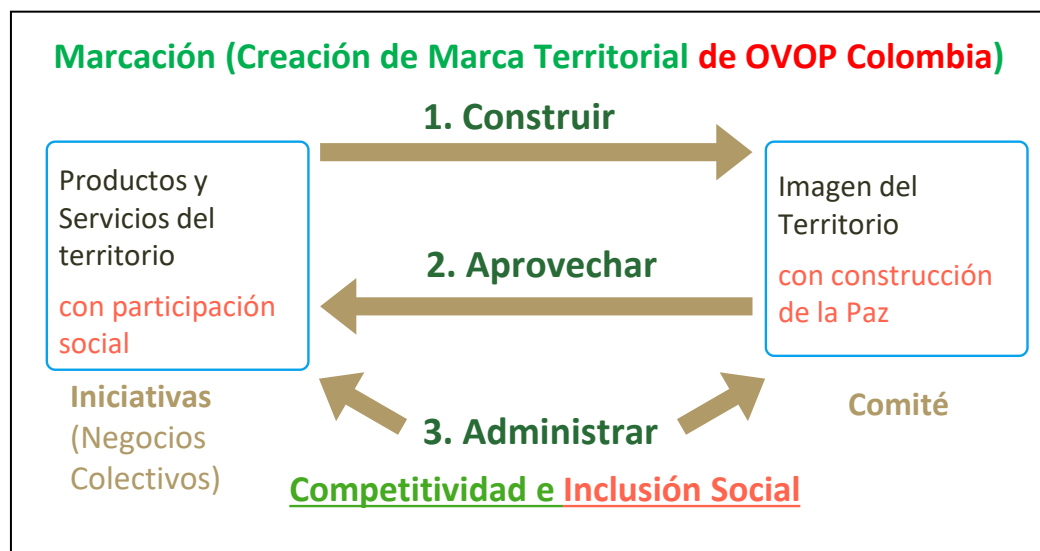 Marcación (Creación de Marca Territorial de OVOP Colombia)
1. Construir
Productos y
Servicios del
territorio
con participación
social
Imagen del
Territorio
con construcción
de la Paz
2. Aprovechar
Iniciativas
(Negocios
Colectivos)
Comité
3. Administrar
Competitividad e Inclusión Social